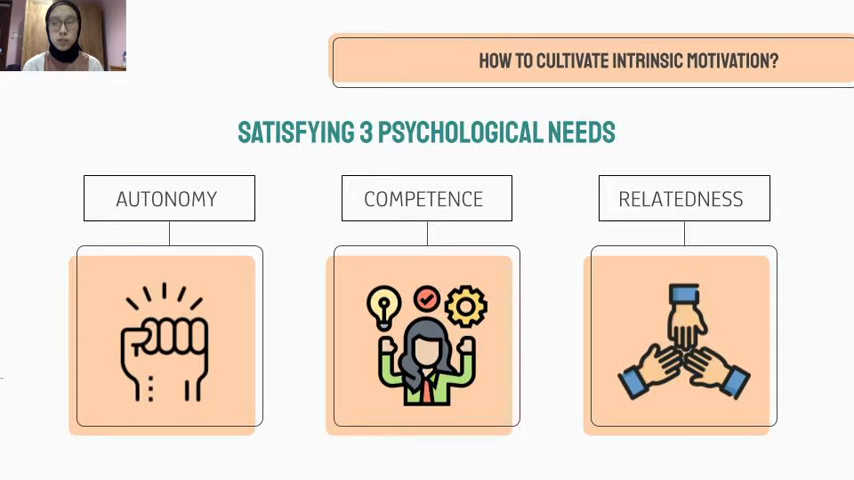 HOW TO CULTIVATE INTRINSIC MOTIVATION?
SATISFYING 3 PSYCHOLOGICAL NEEDS
AUTONOMY
COMPETENCE
RELATEDNESS